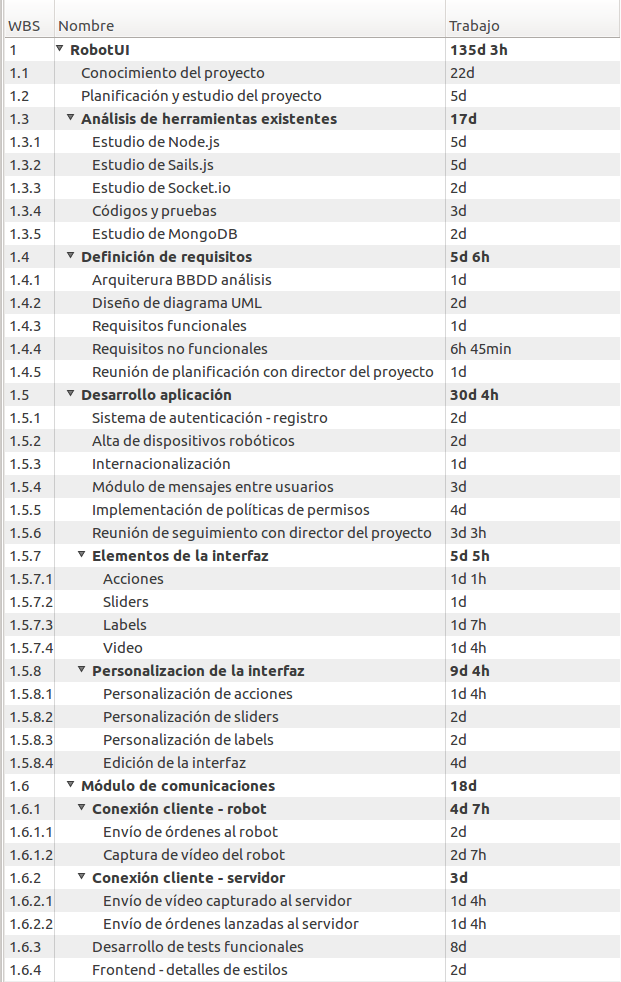 WBS Nombre Trabajo
1 RobotUI 135d 3h
1.1 Conocimiento del proyecto 22d
1.2 Planificación y estudio del proyecto 5d
1.3 Análisis de herramientas existentes 17d
1.3.1 Estudio de Node.js 5d
1.3.2 Estudio de Sails.js 5d
1.3.3 Estudio de Socket.io 2d
1.3.4 Códigos y pruebas 3d
1.3.5 Estudio de MongoDB 2d
1.4 Definición de requisitos 5d 6h
1.4.1 Arquiterura BBDD análisis 1d
1.4.2 Diseño de diagrama UML 2d
1.4.3 Requisitos funcionales 1d
1.4.4 Requisitos no funcionales 6h 45min
1.4.5 Reunión de planificación con director del proyecto 1d
1.5 Desarrollo aplicación 30d 4h
1.5.1 Sistema de autenticación - registro 2d
1.5.2 Alta de dispositivos robóticos 2d
1.5.3 Internacionalización 1d
1.5.4 Módulo de mensajes entre usuarios 3d
1.5.5 Implementación de políticas de permisos 4d
1.5.6 Reunión de seguimiento con director del proyecto 3d 3h
1.5.7 Elementos de la interfaz 5d 5h
1.5.7.1 Acciones 1d 1h
1.5.7.2 Sliders 1d
1.5.7.3 Labels 1d 7h
1.5.7.4 Video 1d 4h
1.5.8 Personalizacion de la interfaz 9d 4h
1.5.8.1 Personalización de acciones 1d 4h
1.5.8.2 Personalización de sliders 2d
1.5.8.3 Personalización de labels 2d
1.5.8.4 Edición de la interfaz 4d
1.6 Módulo de comunicaciones 18d
1.6.1 Conexión cliente - robot 4d 7h
1.6.1.1 Envío de órdenes al robot 2d
1.6.1.2 Captura de vídeo del robot 2d 7h
1.6.2 Conexión cliente - servidor 3d
1.6.2.1 Envío de vídeo capturado al servidor 1d 4h
1.6.2.2 Envío de órdenes lanzadas al servidor 1d 4h
1.6.3 Desarrollo de tests funcionales 8d
1.6.4 Frontend - detalles de estilos 2d